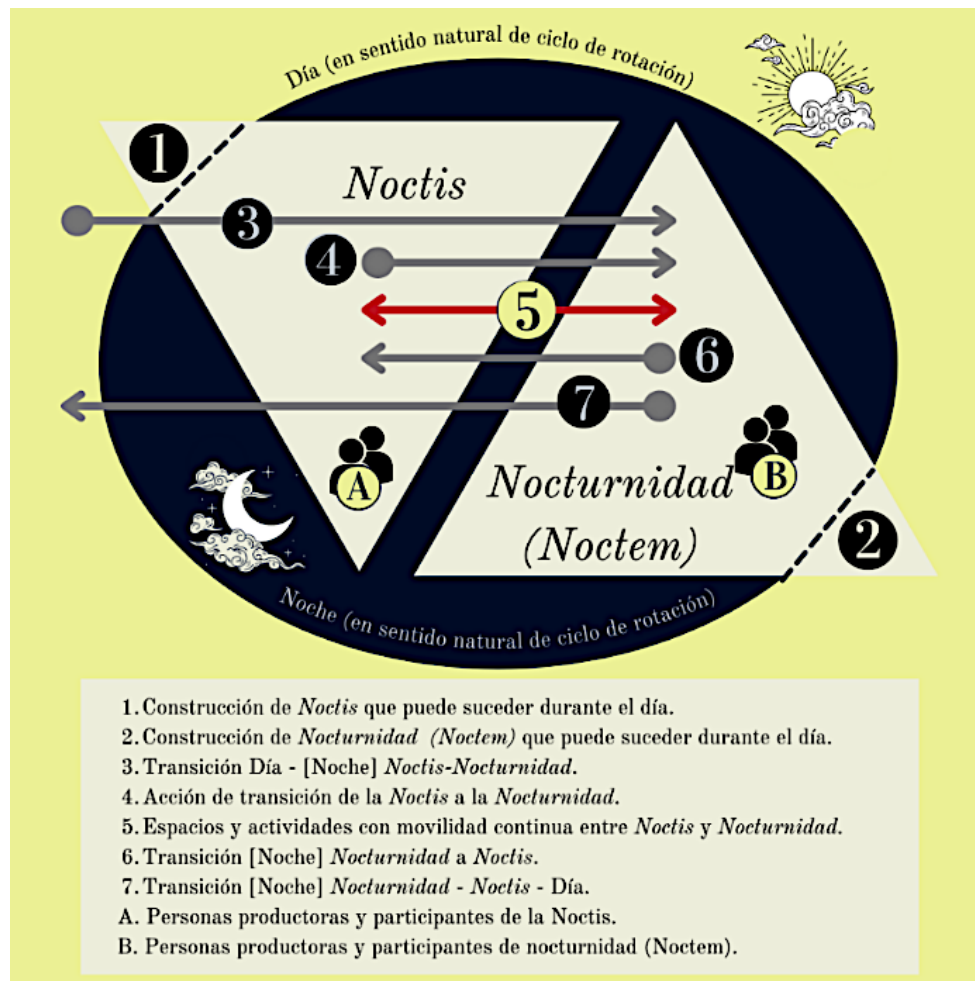 Día (en sentido natural de ciclo de rotación)
1
Noctis
3
4
5
6
7
A
B
Nocturnidad
(Noctem)
2
Noche (en sentido natural de ciclo de rotación)
1. Construcción de Noctis que puede suceder durante el día.
2. Construcción de Nocturnidad (Noctem) que puede suceder durante el día.
3. Transición Día - [Noche] Noctis-Nocturnidad.
4. Acción de transición de la Noctis a la Nocturnidad.
5. Espacios y actividades con movilidad continua entre Noctis y Nocturnidad.
6. Transición [Noche] Nocturnidad a Noctis.
7. Transición [Noche] Nocturnidad - Noctis - Día.
A. Personas productoras y participantes de la Noctis.
B. Personas productoras y participantes de nocturnidad (Noctem).